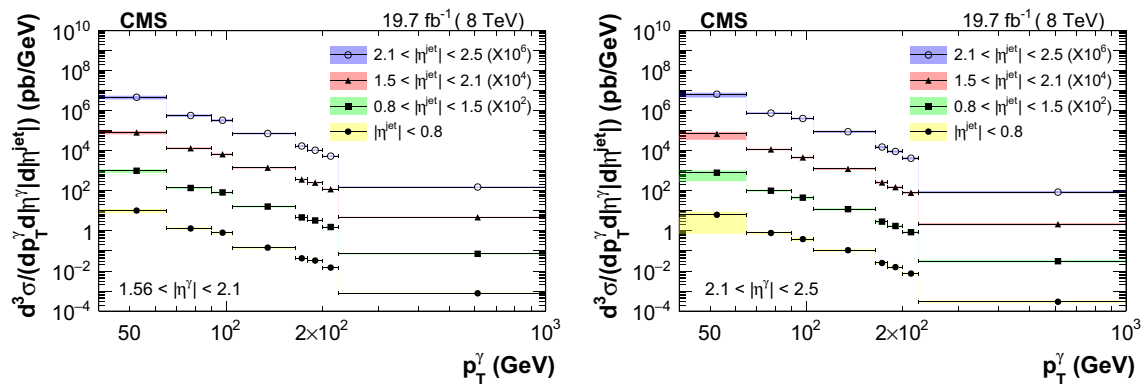 CMS 19.7 fb⁻¹ ( 8 TeV)
d³σ/(dp_T^γ d|η^γ|d|η^jet|) (pb/GeV)
10¹⁰
10⁸
10⁶
10⁴
10²
1
10⁻²
10⁻⁴
2.1 < |η^jet| < 2.5 (X10⁶)
1.5 < |η^jet| < 2.1 (X10⁴)
0.8 < |η^jet| < 1.5 (X10²)
|η^jet| < 0.8
1.56 < |η^γ| < 2.1
50 10² 2×10² 10³
p_T^γ (GeV)
CMS 19.7 fb⁻¹ ( 8 TeV)
d³σ/(dp_T^γ d|η^γ|d|η^jet|) (pb/GeV)
10¹⁰
10⁸
10⁶
10⁴
10²
1
10⁻²
10⁻⁴
2.1 < |η^jet| < 2.5 (X10⁶)
1.5 < |η^jet| < 2.1 (X10⁴)
0.8 < |η^jet| < 1.5 (X10²)
|η^jet| < 0.8
2.1 < |η^γ| < 2.5
50 10² 2×10² 10³
p_T^γ (GeV)